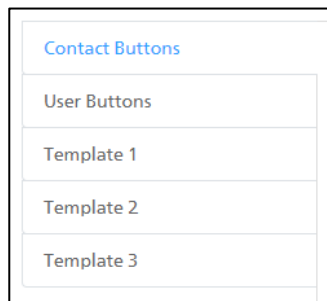 Contact Buttons
User Buttons
Template 1
Template 2
Template 3